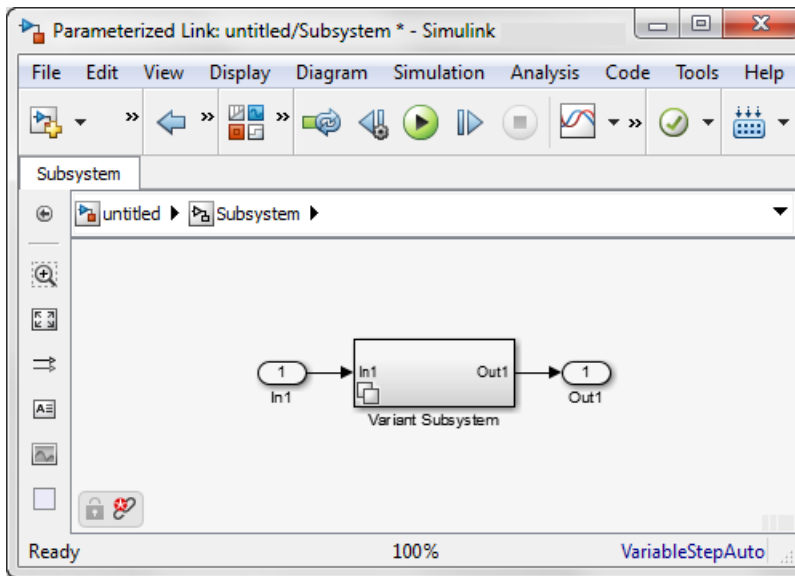 Parameterized Link: untitled/Subsystem * - Simulink
File Edit View Display Diagram Simulation Analysis Code Tools Help
Subsystem
untitled Subsystem
1 In1 Out1 1
In1 Out1
Variant Subsystem
Ready 100% VariableStepAuto